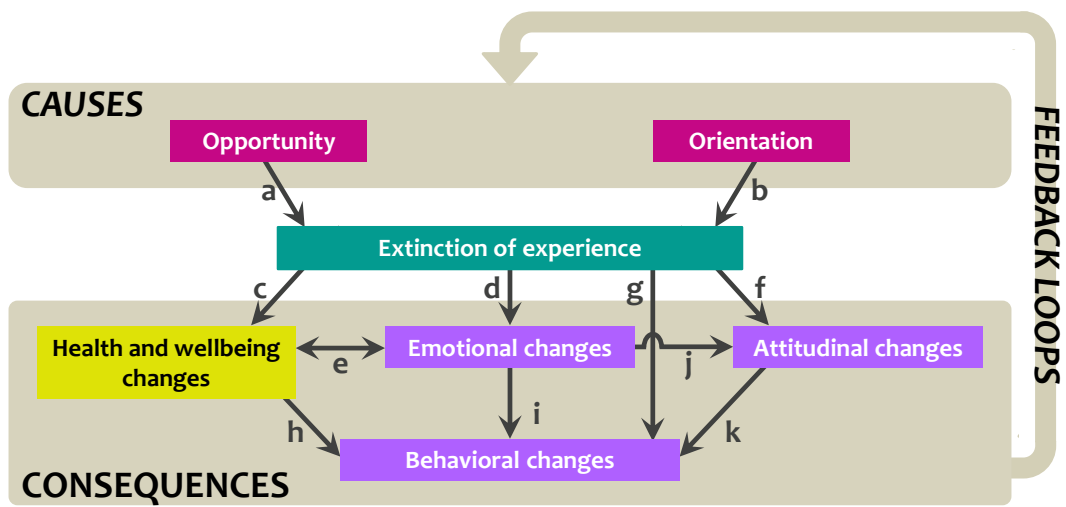 CAUSES
Opportunity
Orientation
a
b
Extinction of experience
c
d
g
f
Health and wellbeing
changes
Emotional changes
Attitudinal changes
e
j
h
i
k
Behavioral changes
CONSEQUENCES
FEEDBACK LOOPS